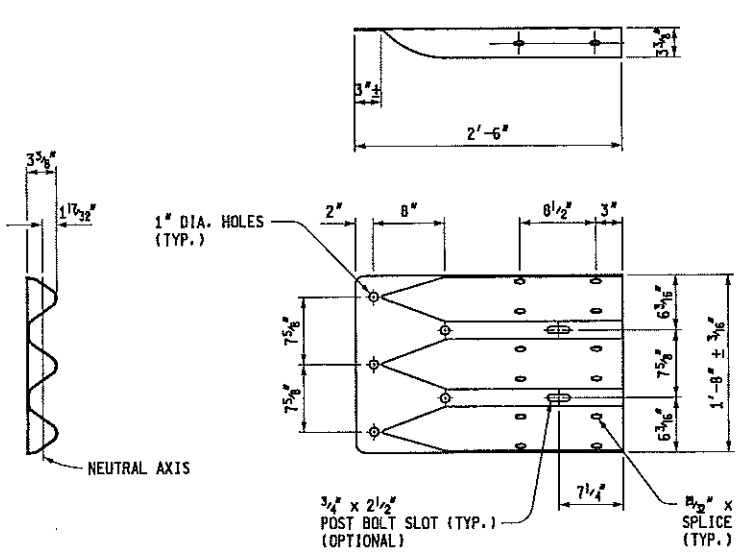 3 3/8"
3"±
2'-6"
3 3/8"
1 17/32"
1" DIA. HOLES
(TYP.)
2"
8"
8 1/2"
3"
7 5/8"
7 5/8"
6 3/16"
7 5/8"
6 3/16"
1'-8" ± 3/16"
NEUTRAL AXIS
3/4" x 2 1/2"
POST BOLT SLOT (TYP.)
(OPTIONAL)
7 1/4"
" x
SPLICE
(TYP.)